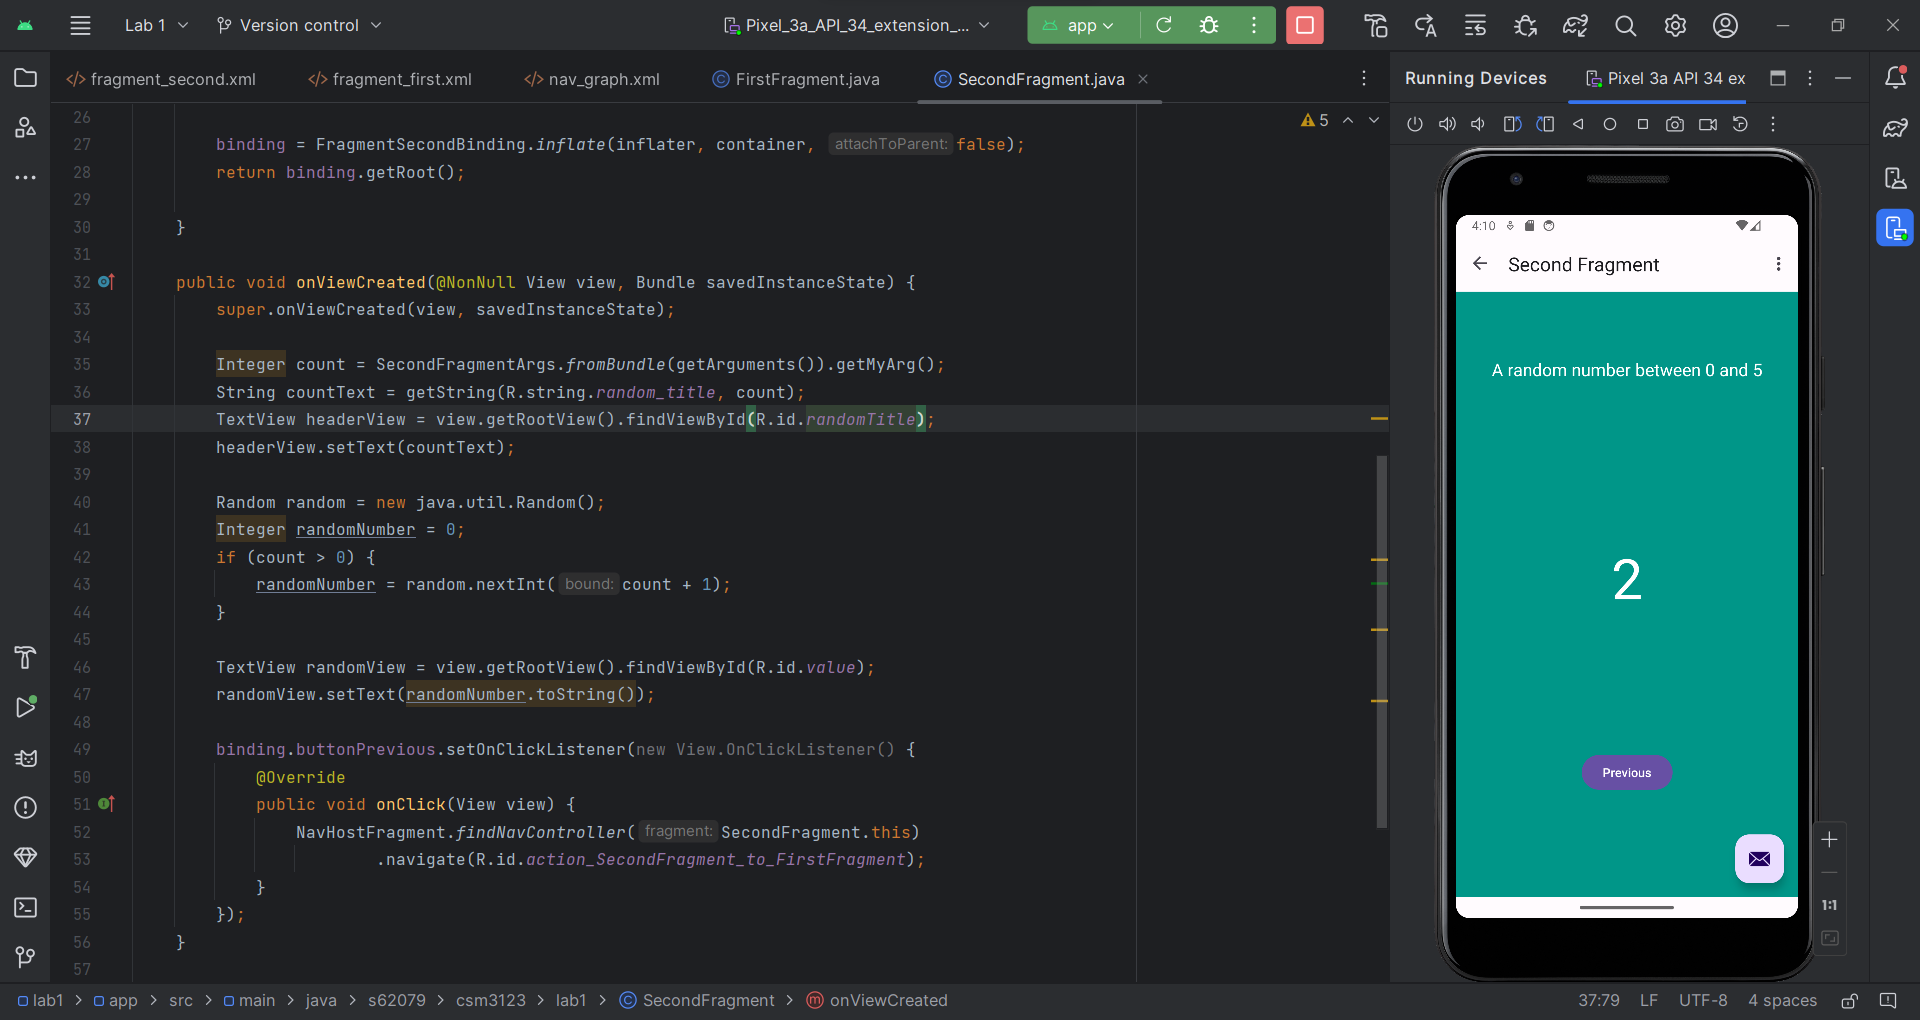 Lab 1 Version control Pixel_3a_API_34_extension_... app
fragment_second.xml fragment_first.xml nav_graph.xml FirstFragment.java SecondFragment.java
Running Devices Pixel 3a API 34 ex
5
26
27 binding = FragmentSecondBinding.inflate(inflater, container, attachToParent: false);
28 return binding.getRoot();
29
30 }
31
32 public void onViewCreated(@NonNull View view, Bundle savedInstanceState) {
33 super.onViewCreated(view, savedInstanceState);
34
35 Integer count = SecondFragmentArgs.fromBundle(getArguments()).getMyArg();
36 String countText = getString(R.string.random_title, count);
37 TextView headerView = view.getRootView().findViewById(R.id.randomTitle);
38 headerView.setText(countText);
39
40 Random random = new java.util.Random();
41 Integer randomNumber = 0;
42 if (count > 0) {
43 randomNumber = random.nextInt( bound: count + 1);
44 }
45
46 TextView randomView = view.getRootView().findViewById(R.id.value);
47 randomView.setText(randomNumber.toString());
48
49 binding.buttonPrevious.setOnClickListener(new View.OnClickListener() {
50 @Override
51 public void onClick(View view) {
52 NavHostFragment.findNavController( fragment: SecondFragment.this)
53 .navigate(R.id.action_SecondFragment_to_FirstFragment);
54 }
55 });
56 }
57
4:10
Second Fragment
A random number between 0 and 5
2
Previous
1:1
lab1 > app > src > main > java > s62079 > csm3123 > lab1 > SecondFragment > onViewCreated
37:79 LF UTF-8 4 spaces